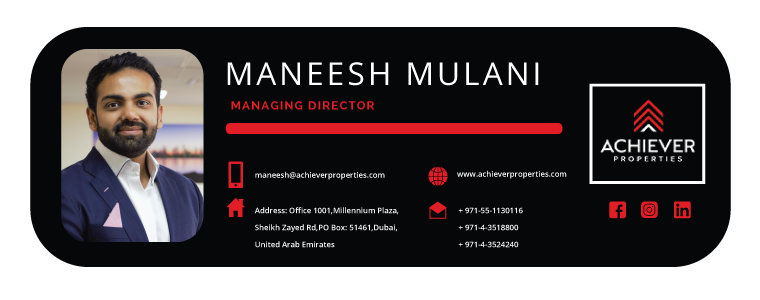 MANEESH MULANI
MANAGING DIRECTOR
maneesh@achieverproperties.com
www.achieverproperties.com
Address: Office 1001,Millennium Plaza,
Sheikh Zayed Rd,PO Box: 51461,Dubai,
United Arab Emirates
+ 971-55-1130116
+ 971-4-3518800
+ 971-4-3524240
ACHIEVER
PROPERTIES